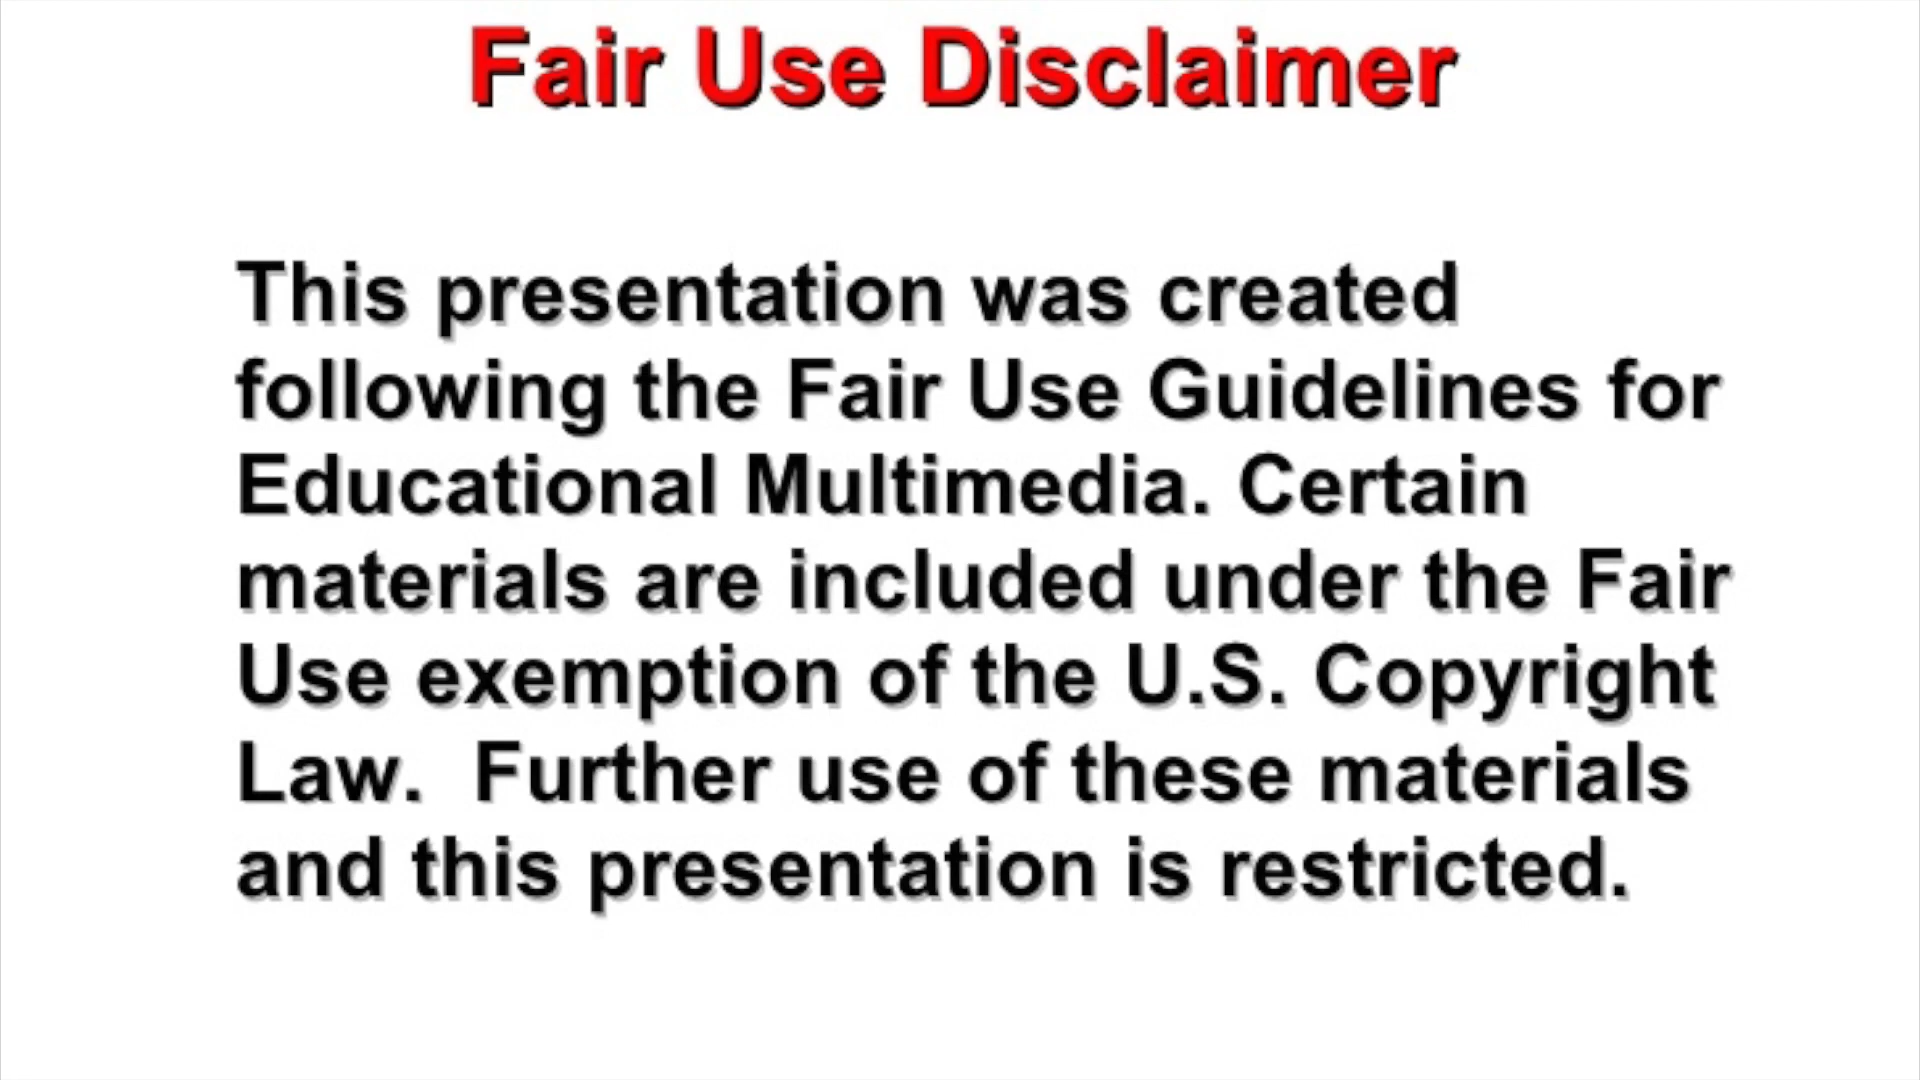 Fair Use Disclaimer
This presentation was created
following the Fair Use Guidelines for
Educational Multimedia. Certain
materials are included under the Fair
Use exemption of the U.S. Copyright
Law.  Further use of these materials
and this presentation is restricted.